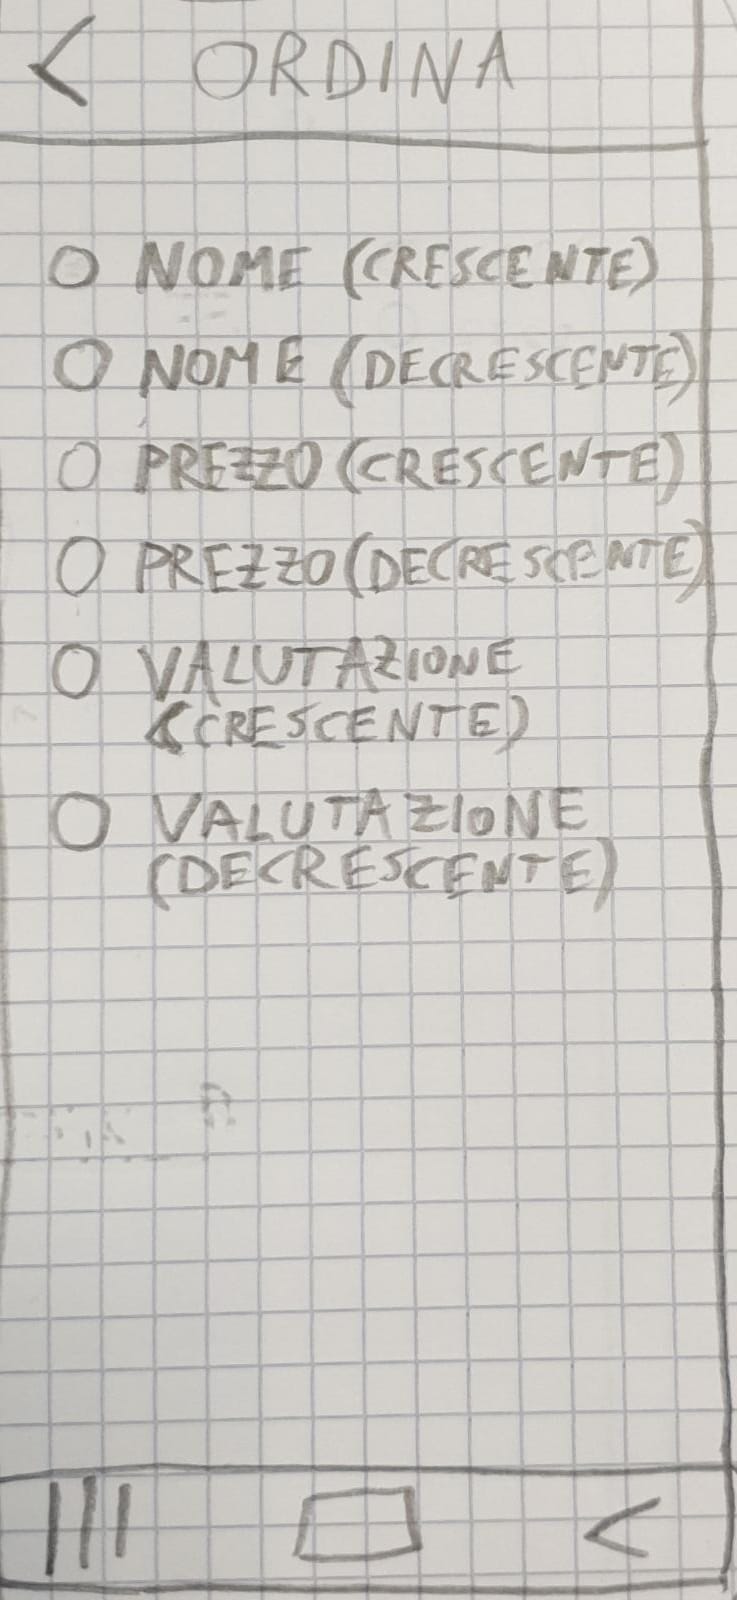 < ORDINA
NOME (CRESCENTE)
NOME (DECRESCENTE)
PREZZO (CRESCENTE)
PREZZO (DECRESCENTE)
VALUTAZIONE
(CRESCENTE)
VALUTAZIONE
(DECRESCENTE)